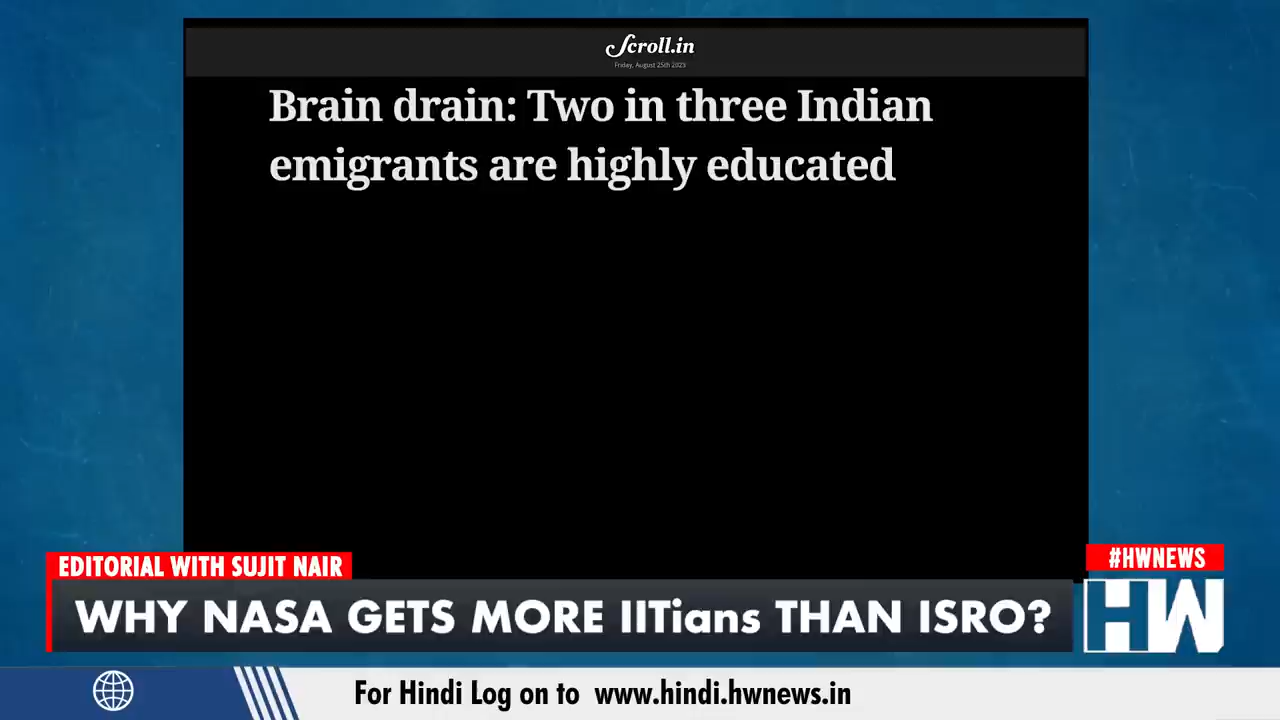 Scroll.in
Friday, August 25th 2023
Brain drain: Two in three Indian
emigrants are highly educated
EDITORIAL WITH SUJIT NAIR
#HWNEWS
WHY NASA GETS MORE IITians THAN ISRO?
HW
For Hindi Log on to www.hindi.hwnews.in